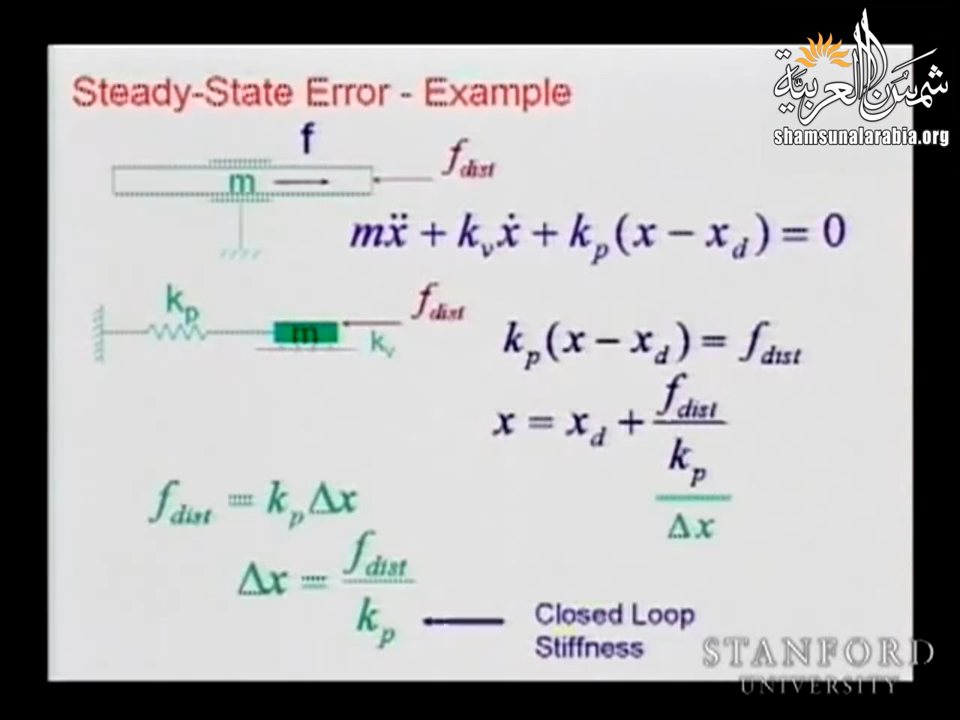 شمس العربية
shamsunalarabia.org
Steady-State Error - Example
f
m
f_dist
mẍ + k_v ẋ + k_p(x − x_d) = 0
k_p
m
f_dist
k_v
k_p(x − x_d) = f_dist
x = x_d + f_dist / k_p
Δx
f_dist = k_p Δx
Δx = f_dist / k_p
Closed Loop
Stiffness
STANFORD
UNIVERSITY